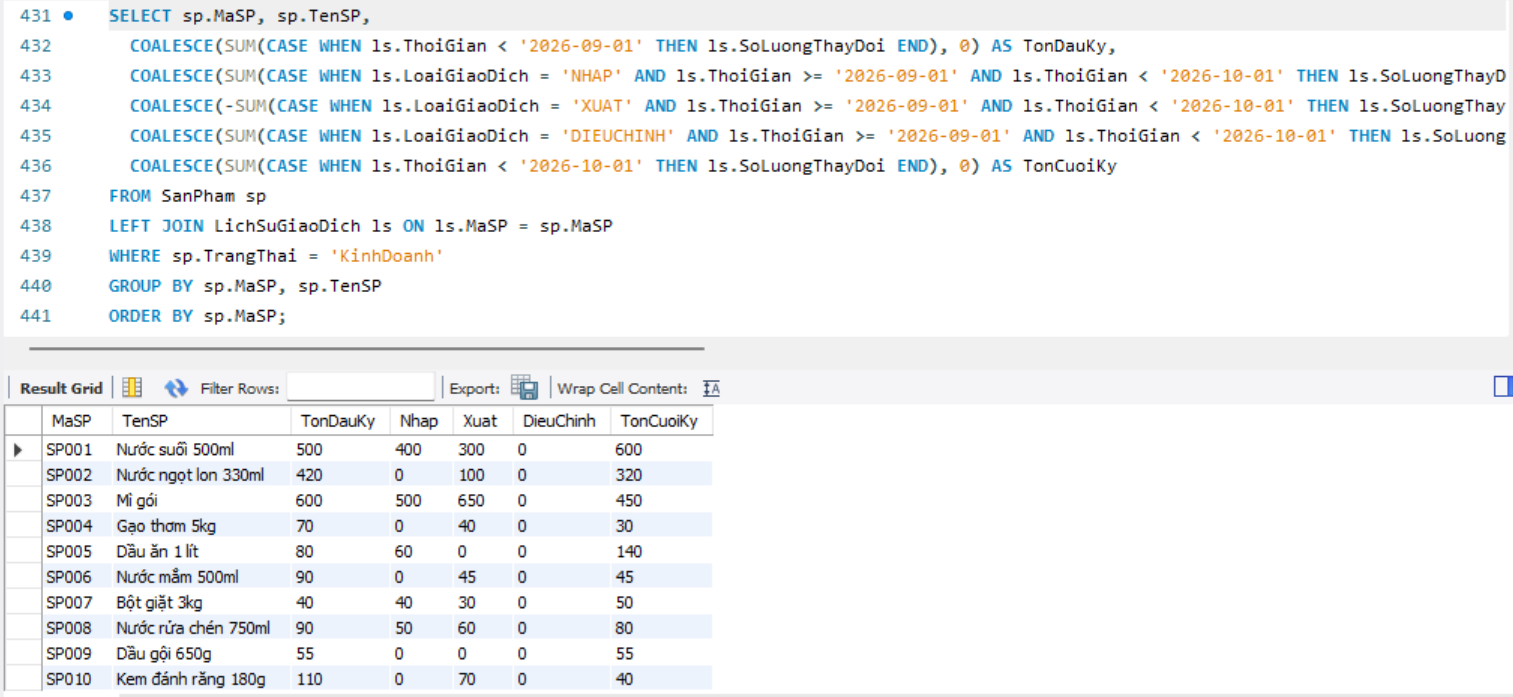 431 SELECT sp.MaSP, sp.TenSP,
432 COALESCE(SUM(CASE WHEN ls.ThoiGian < '2026-09-01' THEN ls.SoLuongThayDoi END), 0) AS TonDauKy,
433 COALESCE(SUM(CASE WHEN ls.LoaiGiaoDich = 'NHAP' AND ls.ThoiGian >= '2026-09-01' AND ls.ThoiGian < '2026-10-01' THEN ls.SoLuongThayD
434 COALESCE(-SUM(CASE WHEN ls.LoaiGiaoDich = 'XUAT' AND ls.ThoiGian >= '2026-09-01' AND ls.ThoiGian < '2026-10-01' THEN ls.SoLuongThay
435 COALESCE(SUM(CASE WHEN ls.LoaiGiaoDich = 'DIEUCHINH' AND ls.ThoiGian >= '2026-09-01' AND ls.ThoiGian < '2026-10-01' THEN ls.SoLuong
436 COALESCE(SUM(CASE WHEN ls.ThoiGian < '2026-10-01' THEN ls.SoLuongThayDoi END), 0) AS TonCuoiKy
437 FROM SanPham sp
438 LEFT JOIN LichSuGiaoDich ls ON ls.MaSP = sp.MaSP
439 WHERE sp.TrangThai = 'KinhDoanh'
440 GROUP BY sp.MaSP, sp.TenSP
441 ORDER BY sp.MaSP;
Result Grid Filter Rows: Export: Wrap Cell Content: IA
MaSP TenSP TonDauKy Nhap Xuat DieuChinh TonCuoiKy
SP001 Nước suối 500ml 500 400 300 0 600
SP002 Nước ngọt lon 330ml 420 0 100 0 320
SP003 Mì gói 600 500 650 0 450
SP004 Gạo thơm 5kg 70 0 40 0 30
SP005 Dầu ăn 1 lít 80 60 0 0 140
SP006 Nước mắm 500ml 90 0 45 0 45
SP007 Bột giặt 3kg 40 40 30 0 50
SP008 Nước rửa chén 750ml 90 50 60 0 80
SP009 Dầu gội 650g 55 0 0 0 55
SP010 Kem đánh răng 180g 110 0 70 0 40